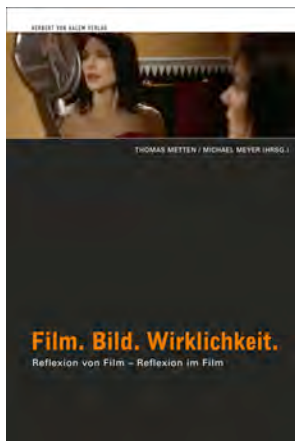 HERBERT VON HALEM VERLAG
THOMAS METTEN / MICHAEL MEYER (HRSG.)
Film. Bild. Wirklichkeit.
Reflexion von Film – Reflexion im Film